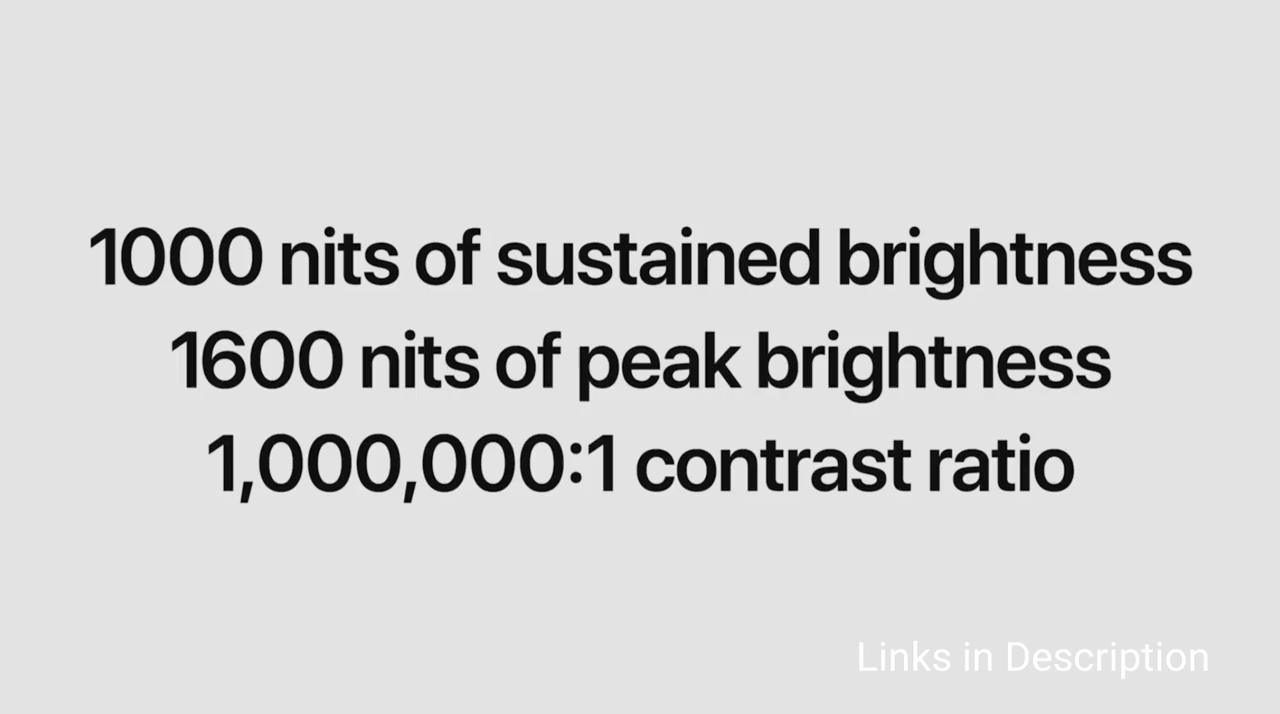 1000 nits of sustained brightness
1600 nits of peak brightness
1,000,000:1 contrast ratio
Links in Description